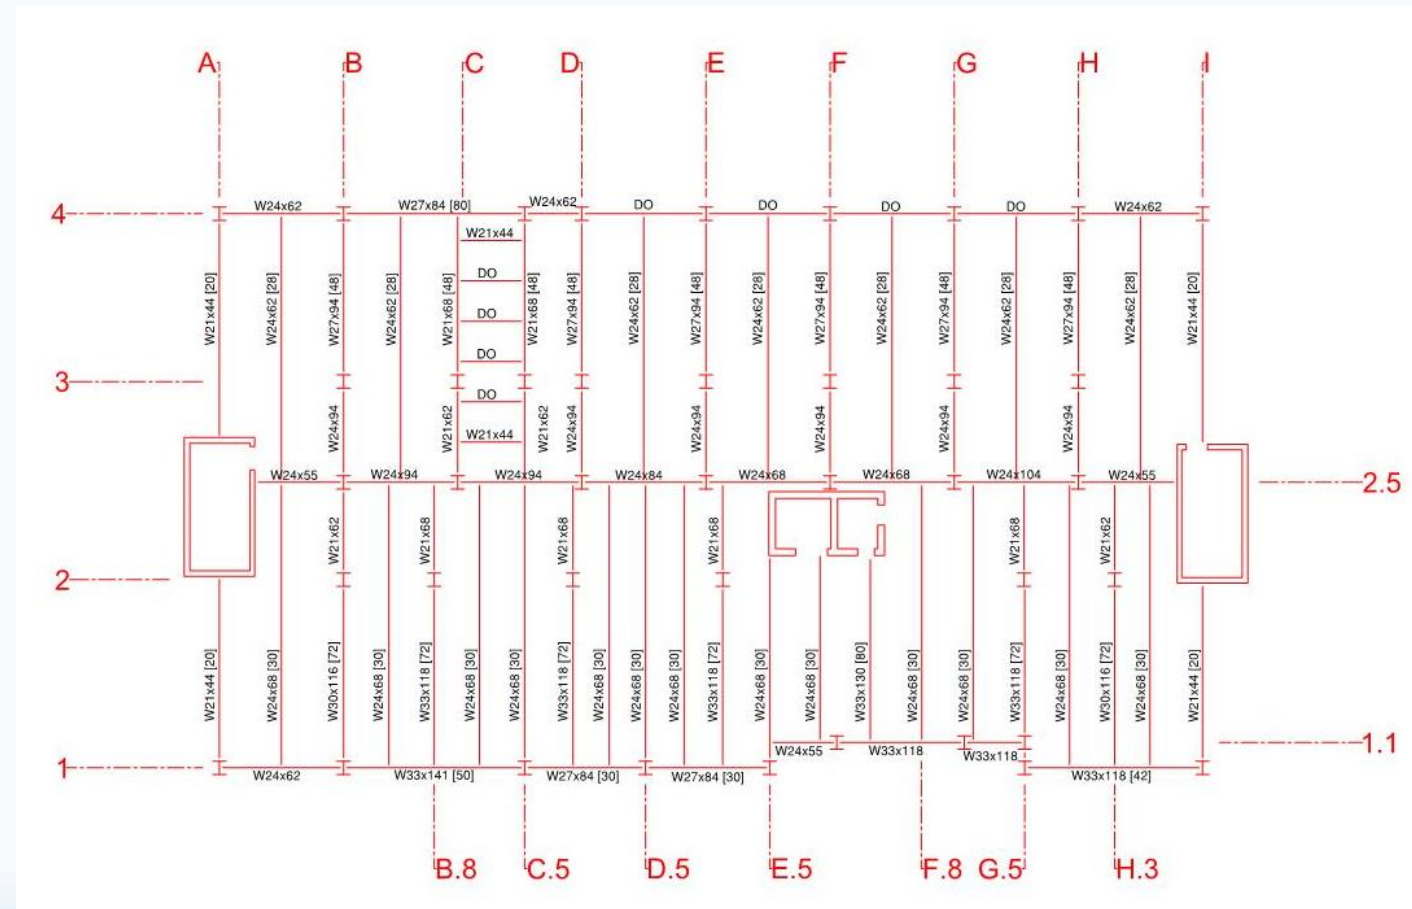 A B C D E F G H I
4
W24x62 W27x84 [80] W24x62 DO DO DO DO W24x62
W21x44
DO
DO
DO
DO
W21x44
W21x44 [20] W24x62 [28] W27x94 [48] W24x62 [28] W21x68 [48] W21x68 [48] W27x94 [48] W24x62 [28] W27x94 [48] W24x62 [28] W27x94 [48] W24x62 [28] W27x94 [48] W24x62 [28] W27x94 [48] W24x62 [28] W21x44 [20]
3
W24x94 W21x62 W21x62 W24x94 W24x94 W24x94 W24x94 W24x94
W24x55 W24x94 W24x94 W24x84 W24x68 W24x68 W24x104 W24x55
2.5
W21x62 W21x68 W21x68 W21x68 W21x68 W21x62
2
W21x44 [20] W24x68 [30] W30x116 [72] W24x68 [30] W33x118 [72] W24x68 [30] W24x68 [30] W33x118 [72] W24x68 [30] W24x68 [30] W24x68 [30] W33x118 [72] W24x68 [30] W24x68 [30] W33x130 [80] W24x68 [30] W24x68 [30] W33x118 [72] W24x68 [30] W30x116 [72] W24x68 [30] W21x44 [20]
1.1
W24x55 W33x118 W33x118
1
W24x62 W33x141 [50] W27x84 [30] W27x84 [30] W33x118 [42]
B.8 C.5 D.5 E.5 F.8 G.5 H.3